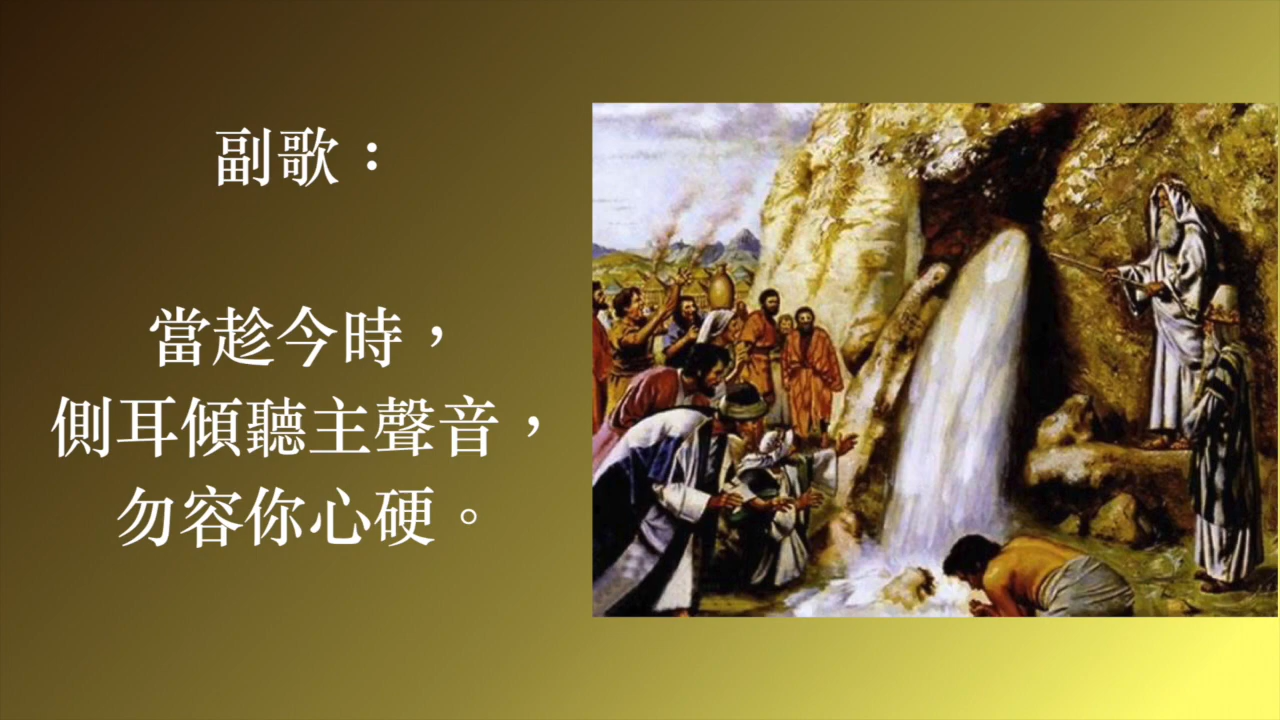 副歌：
當趁今時，
側耳傾聽主聲音，
勿容你心硬。